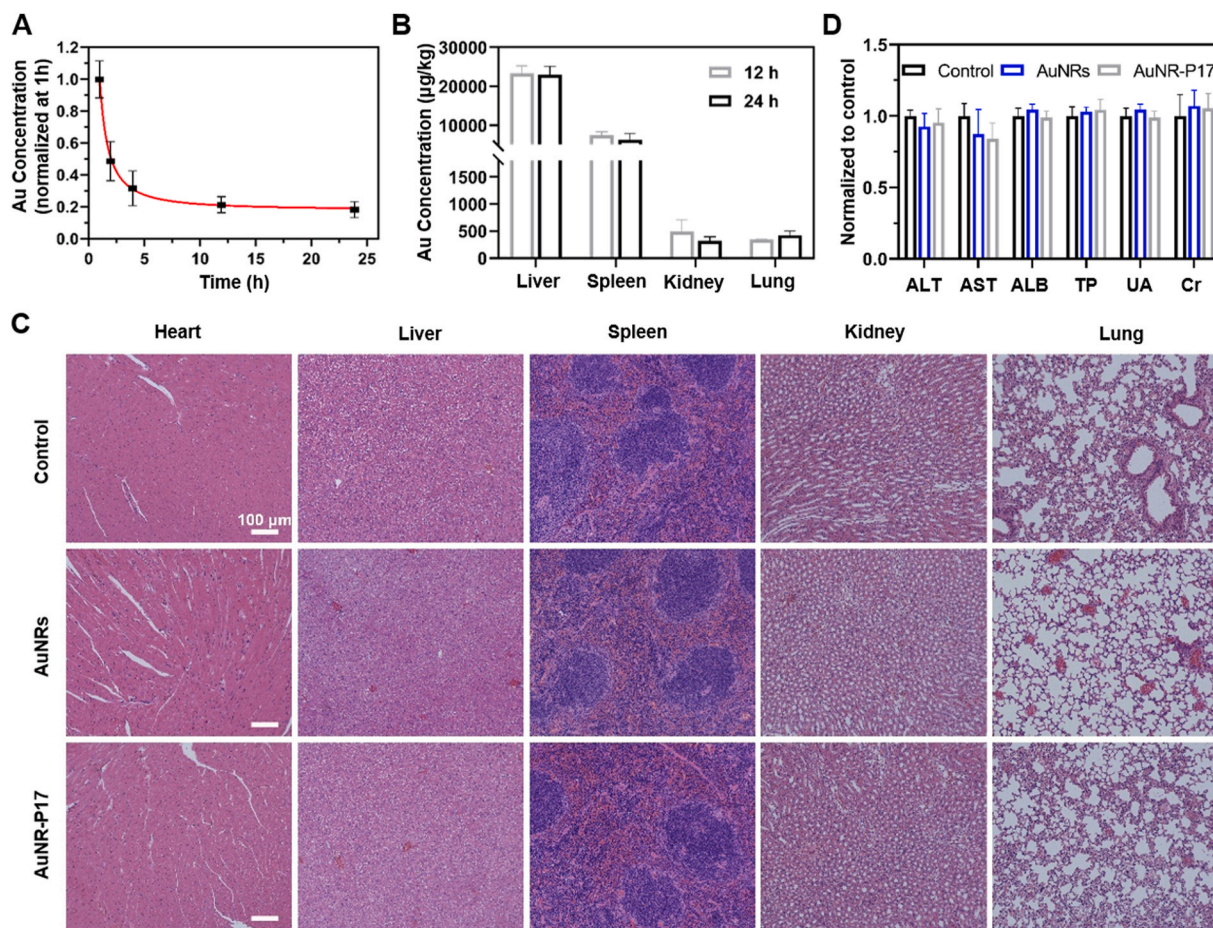 A
Au Concentration
(normalized at 1h)
1.2
1.0
0.8
0.6
0.4
0.2
0.0
0 5 10 15 20 25
Time (h)
B
Au Concentration (µg/kg)
30000
20000
10000
1500
1000
500
0
12 h
24 h
Liver Spleen Kidney Lung
D
Normalized to control
1.5
1.0
0.5
0.0
Control AuNRs AuNR-P17
ALT AST ALB TP UA Cr
C
Heart Liver Spleen Kidney Lung
Control
100 µm
AuNRs
AuNR-P17